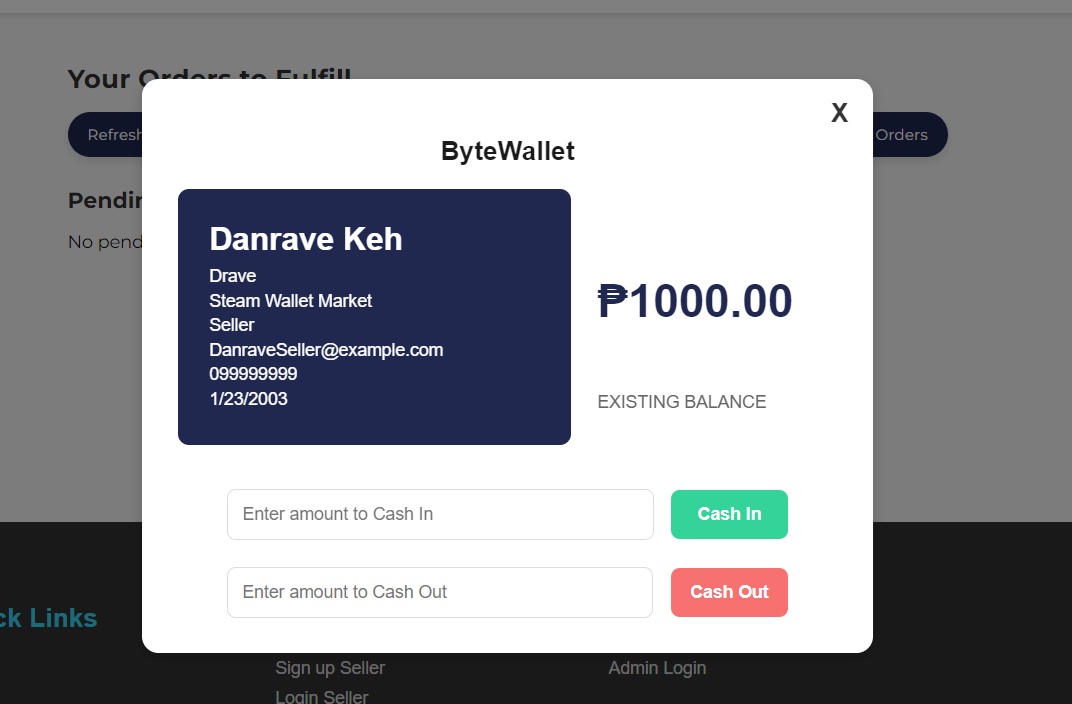 Your Orders to Fulfill
X
Refresh
Orders
ByteWallet
Danrave Keh
Drave
Steam Wallet Market
Seller
DanraveSeller@example.com
099999999
1/23/2003
₱1000.00
EXISTING BALANCE
Pendin
No pend
Enter amount to Cash In
Cash In
Enter amount to Cash Out
Cash Out
ck Links
Sign up Seller
Admin Login
Login Seller